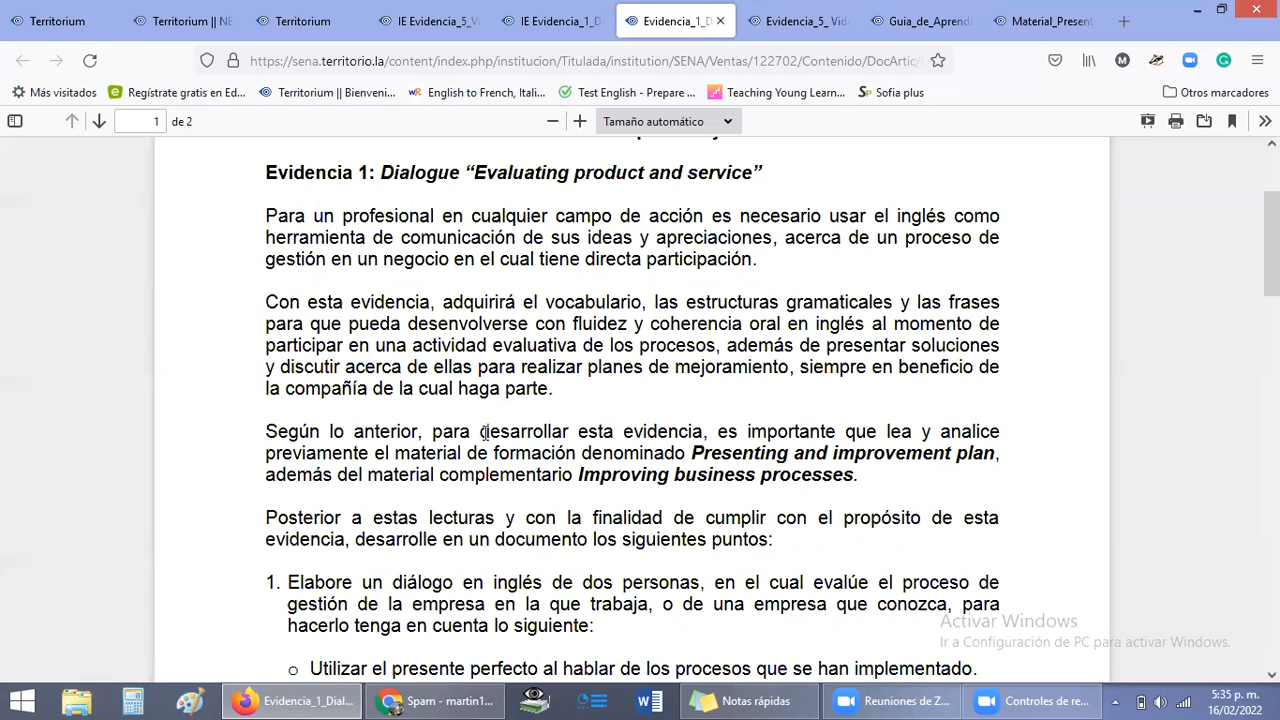 Territorium
Territorium || NE
Territorium
IE Evidencia_5_V
IE Evidencia_1_D
Evidencia_1_D
Evidencia_5_ Vid
Guia_de_Aprend
Material_Present
https://sena.territorio.la/content/index.php/institucion/Titulada/institution/SENA/Ventas/122702/Contenido/DocArtic/
Más visitados
Regístrate gratis en Ed...
Territorium || Bienveni...
English to French, Itali...
Test English - Prepare ...
Teaching Young Learn...
Sofia plus
Otros marcadores
1 de 2
Tamaño automático
Evidencia 1: Dialogue “Evaluating product and service”
Para un profesional en cualquier campo de acción es necesario usar el inglés como
herramienta de comunicación de sus ideas y apreciaciones, acerca de un proceso de
gestión en un negocio en el cual tiene directa participación.
Con esta evidencia, adquirirá el vocabulario, las estructuras gramaticales y las frases
para que pueda desenvolverse con fluidez y coherencia oral en inglés al momento de
participar en una actividad evaluativa de los procesos, además de presentar soluciones
y discutir acerca de ellas para realizar planes de mejoramiento, siempre en beneficio de
la compañía de la cual haga parte.
Según lo anterior, para desarrollar esta evidencia, es importante que lea y analice
previamente el material de formación denominado Presenting and improvement plan,
además del material complementario Improving business processes.
Posterior a estas lecturas y con la finalidad de cumplir con el propósito de esta
evidencia, desarrolle en un documento los siguientes puntos:
1. Elabore un diálogo en inglés de dos personas, en el cual evalúe el proceso de
gestión de la empresa en la que trabaja, o de una empresa que conozca, para
hacerlo tenga en cuenta lo siguiente:
o Utilizar el presente perfecto al hablar de los procesos que se han implementado.
Activar Windows
Ir a Configuración de PC para activar Windows.
Evidencia_1_Dial...
Spam - martin1...
Notas rápidas
Reuniones de Z...
Controles de re...
5:35 p. m.
16/02/2022